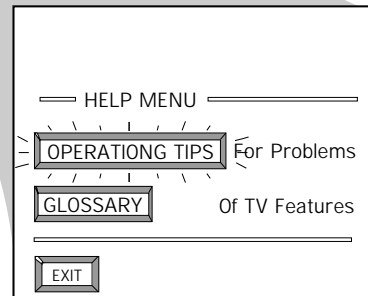 HELP MENU
OPERATIONG TIPS For Problems
GLOSSARY Of TV Features
EXIT